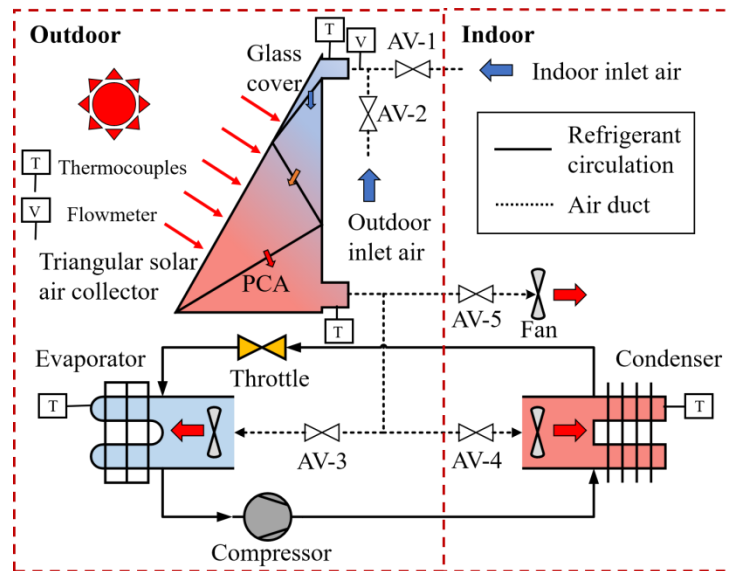 Outdoor
Indoor
T
V
AV-1
Glass
cover
Indoor inlet air
AV-2
T
Thermocouples
V
Flowmeter
Refrigerant
circulation
Air duct
Outdoor
inlet air
Triangular solar
air collector
PCA
T
AV-5
Fan
Evaporator
Throttle
Condenser
T
T
AV-3
AV-4
Compressor